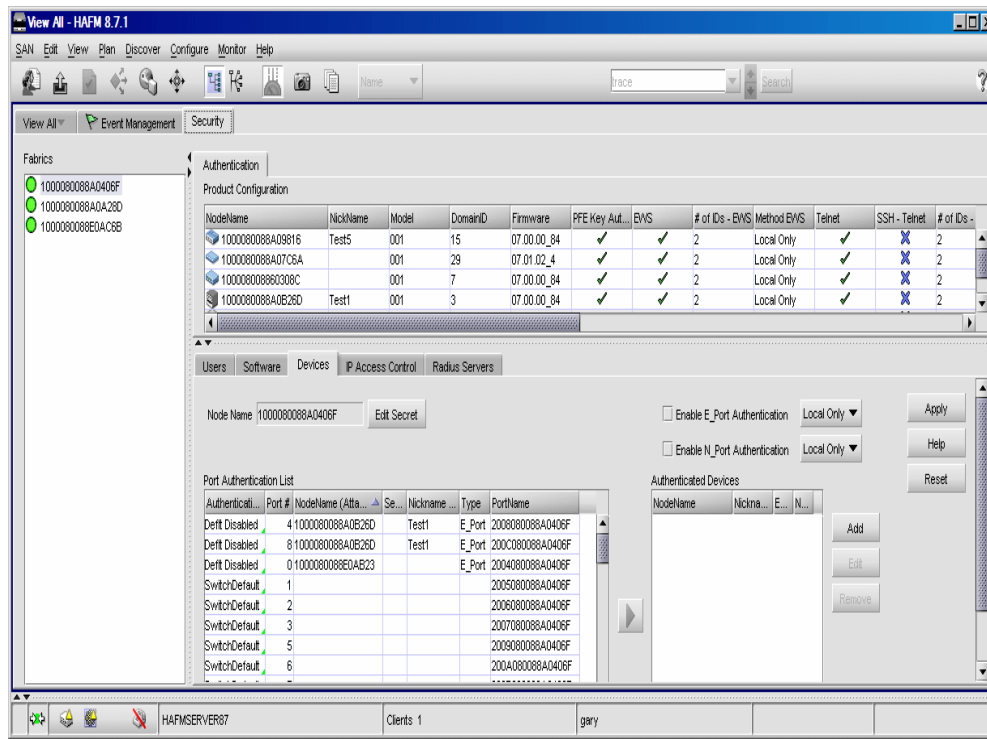 View All - HAFM 8.7.1
SAN Edit View Plan Discover Configure Monitor Help
Name trace Search ?
View All Event Management Security
Fabrics
1000080088A0406F
1000080088A0A28D
1000080088E0AC6B
Authentication
Product Configuration
NodeName NickName Model DomainID Firmware PFE Key Aut... EWS # of IDs - EWS Method EWS Telnet SSH - Telnet # of IDs -
1000080088A09816 Test5 001 15 07.00.00_84 2 Local Only 2
1000080088A07C6A 001 29 07.01.02_4 2 Local Only 2
100008008860308C 001 7 07.00.00_84 2 Local Only 2
1000080088A0B26D Test1 001 3 07.00.00_84 2 Local Only 2
Users Software Devices IP Access Control Radius Servers
Node Name 1000080088A0406F Edit Secret
Enable E_Port Authentication Local Only
Enable N_Port Authentication Local Only
Apply
Help
Reset
Port Authentication List
Authenticati... Port # NodeName (Atta... Se... Nickname ... Type PortName
Deflt Disabled 4 1000080088A0B26D Test1 E_Port 2008080088A0406F
Deflt Disabled 8 1000080088A0B26D Test1 E_Port 200C080088A0406F
Deflt Disabled 0 1000080088E0AB23 E_Port 2004080088A0406F
SwitchDefault 1 2005080088A0406F
SwitchDefault 2 2006080088A0406F
SwitchDefault 3 2007080088A0406F
SwitchDefault 5 2009080088A0406F
SwitchDefault 6 200A080088A0406F
Authenticated Devices
NodeName Nickna... E... N...
Add
Edit
Remove
HAFMSERVER87 Clients 1 gary